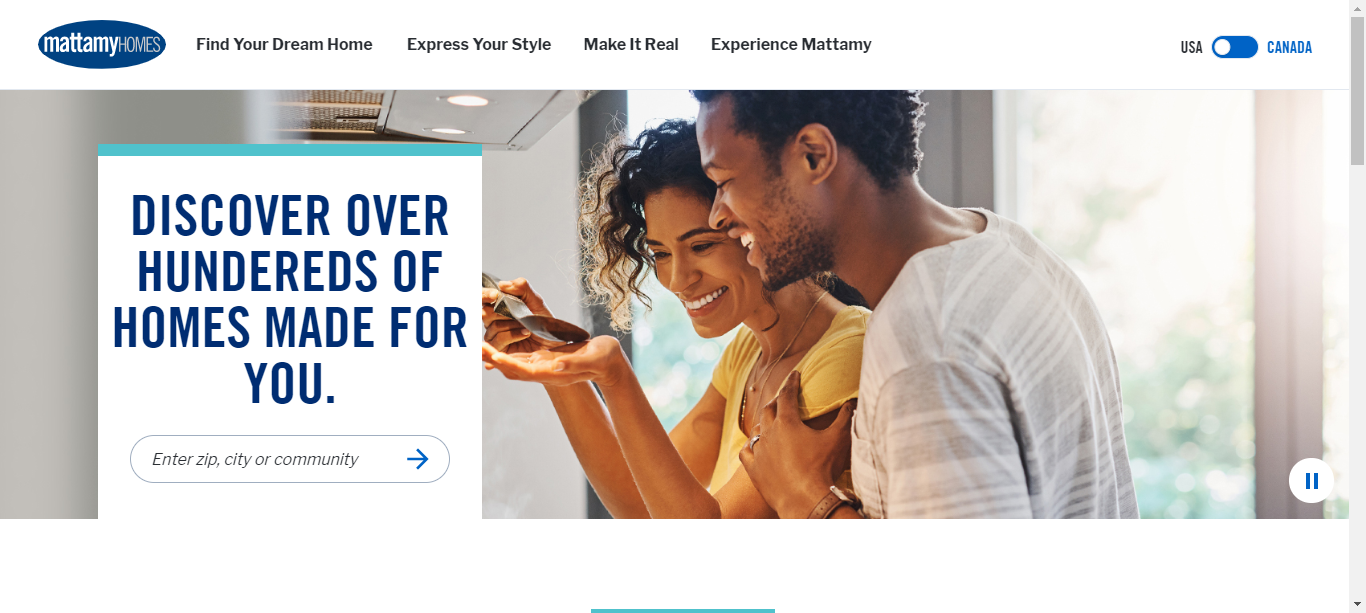 mattamyHOMES
Find Your Dream Home
Express Your Style
Make It Real
Experience Mattamy
USA
CANADA
DISCOVER OVER
HUNDEREDS OF
HOMES MADE FOR
YOU.
Enter zip, city or community